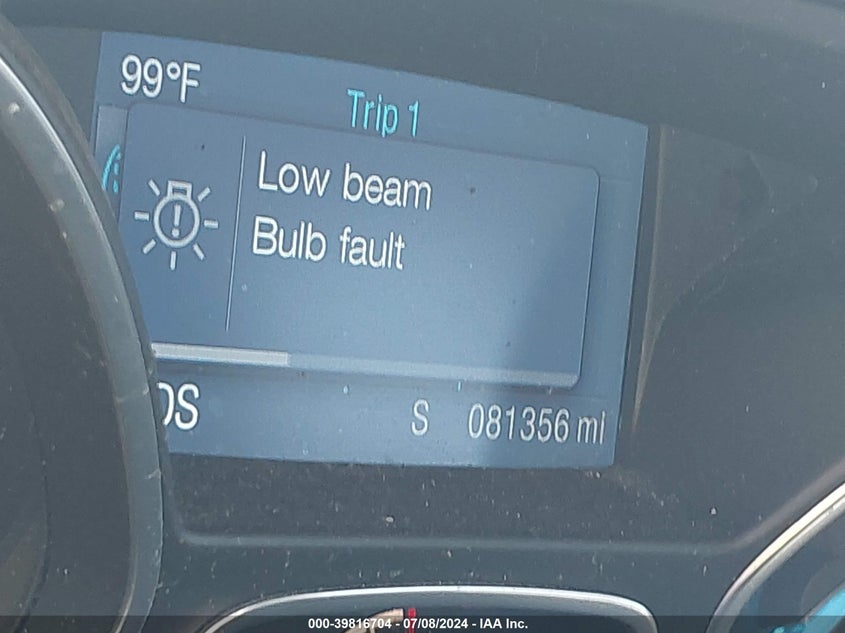 99°F
Trip 1
Low beam
Bulb fault
S 081356 mi
000-39816704 - 07/08/2024 - IAA Inc.